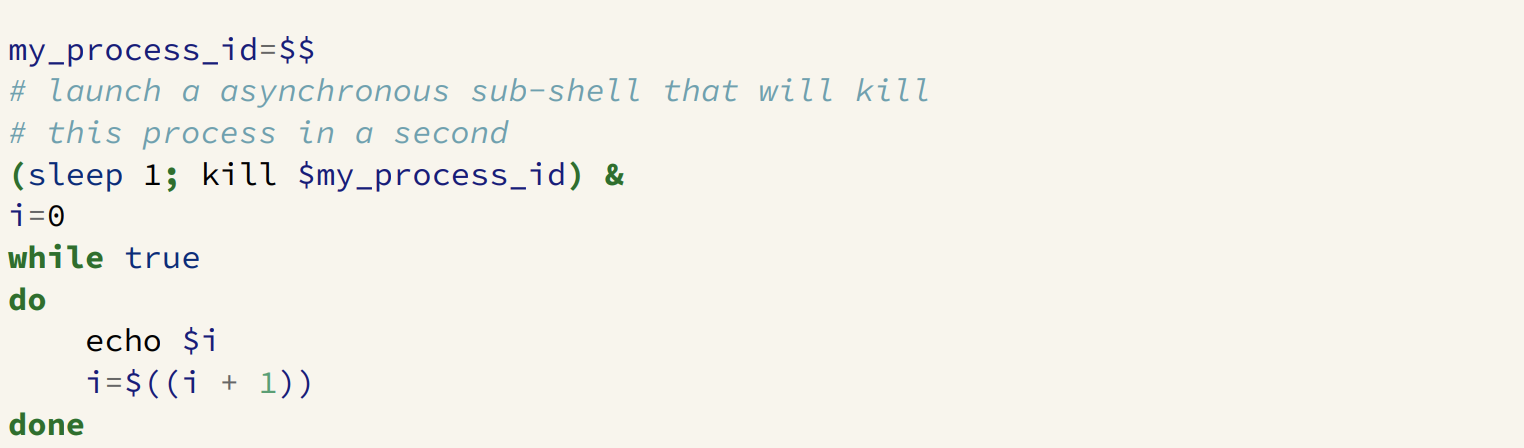 my_process_id=$$
# launch a asynchronous sub-shell that will kill
# this process in a second
(sleep 1; kill $my_process_id) &
i=0
while true
do
    echo $i
    i=$((i + 1))
done